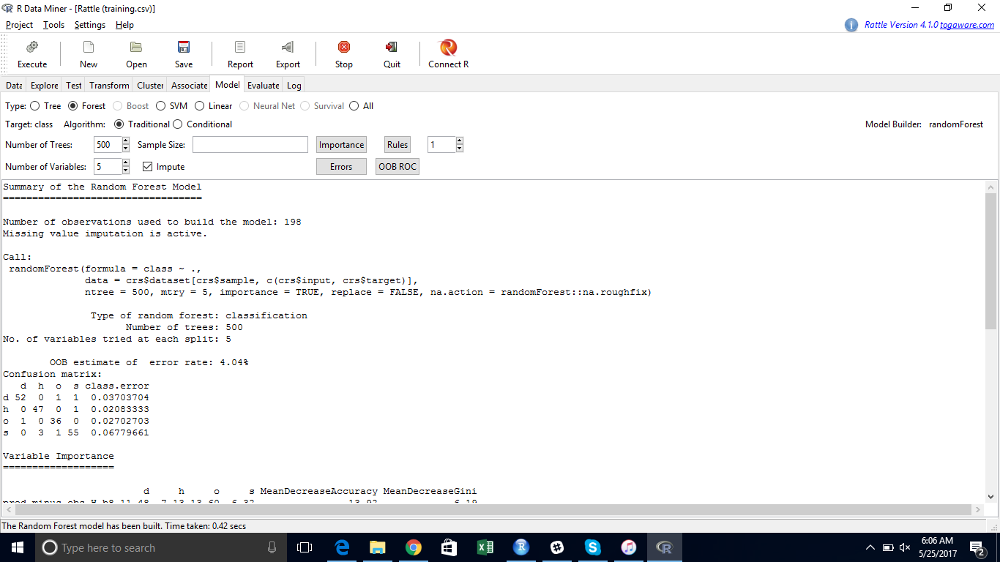 R Data Miner - [Rattle (training.csv)]
Project Tools Settings Help
Rattle Version 4.1.0 togaware.com
Execute New Open Save Report Export Stop Quit Connect R
Data Explore Test Transform Cluster Associate Model Evaluate Log
Type: Tree Forest Boost SVM Linear Neural Net Survival All
Target: class Algorithm: Traditional Conditional Model Builder: randomForest
Number of Trees: 500 Sample Size: Importance Rules 1
Number of Variables: 5 Impute Errors OOB ROC
Summary of the Random Forest Model
==================================
Number of observations used to build the model: 198
Missing value imputation is active.
Call:
randomForest(formula = class ~ .,
data = crs$dataset[crs$sample, c(crs$input, crs$target)],
ntree = 500, mtry = 5, importance = TRUE, replace = FALSE, na.action = randomForest::na.roughfix)
Type of random forest: classification
Number of trees: 500
No. of variables tried at each split: 5
OOB estimate of  error rate: 4.04%
Confusion matrix:
d h o s class.error
d 52 0 1 1 0.03703704
h 0 47 0 1 0.02083333
o 1 0 36 0 0.02702703
s 0 3 1 55 0.06779661
Variable Importance
===================
d h o s MeanDecreaseAccuracy MeanDecreaseGini
The Random Forest model has been built. Time taken: 0.42 secs
Type here to search
6:06 AM
5/25/2017
2